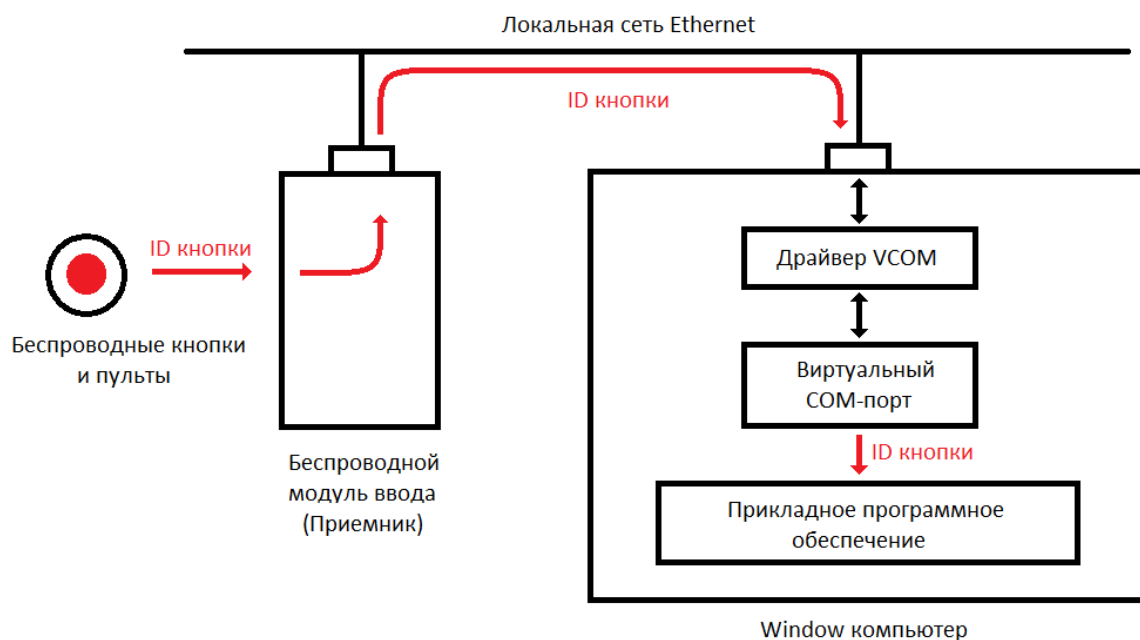 Локальная сеть Ethernet
ID кнопки
ID кнопки
Беспроводные кнопки
и пульты
Беспроводной
модуль ввода
(Приемник)
Драйвер VCOM
Виртуальный
COM-порт
ID кнопки
Прикладное программное
обеспечение
Window компьютер